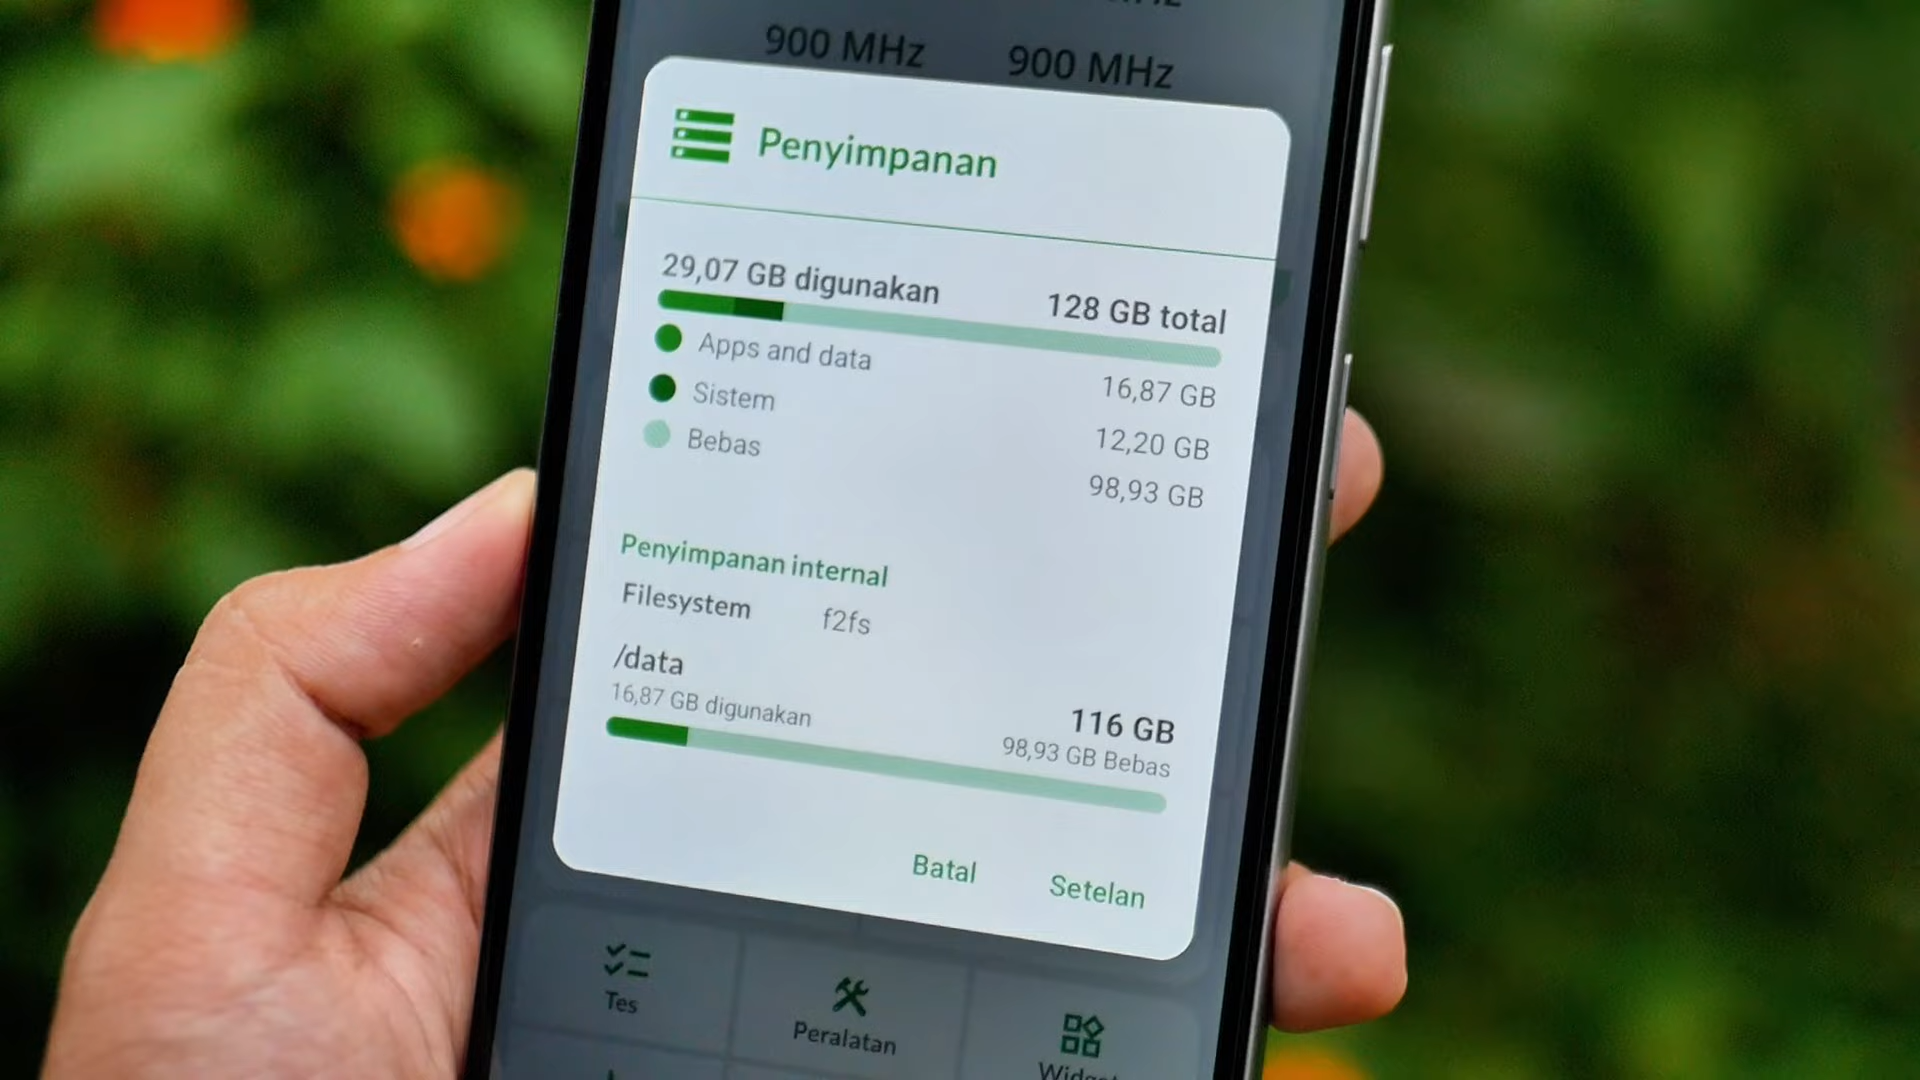 900 MHz 900 MHz
Penyimpanan
29,07 GB digunakan 128 GB total
Apps and data 16,87 GB
Sistem 12,20 GB
Bebas 98,93 GB
Penyimpanan internal
Filesystem f2fs
/data
16,87 GB digunakan 116 GB
98,93 GB Bebas
Batal Setelan
Tes Peralatan